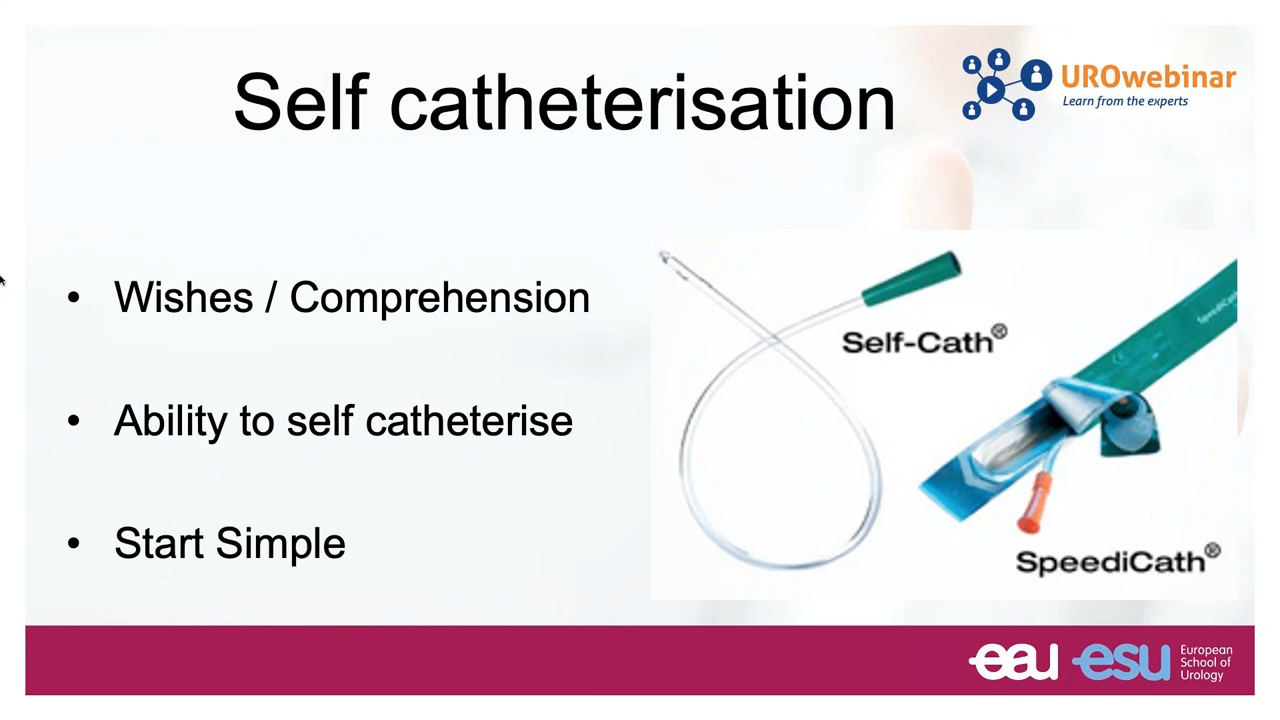 Self catheterisation
UROwebinar
Learn from the experts
• Wishes / Comprehension
• Ability to self catheterise
• Start Simple
Self-Cath®
SpeediCath®
eau esu
European
School of
Urology